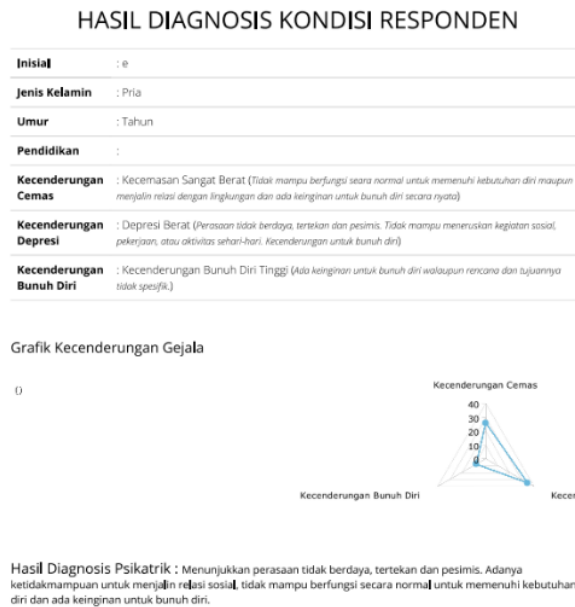 HASIL DIAGNOSIS KONDISI RESPONDEN
Inisial : e
Jenis Kelamin : Pria
Umur : Tahun
Pendidikan :
Kecenderungan Cemas : Kecemasan Sangat Berat (Tidak mampu berfungsi seara normal untuk memenuhi kebutuhan diri maupun
menjalin relasi dengan lingkungan dan ada keinginan untuk bunuh diri secara nyata)
Kecenderungan Depresi : Depresi Berat (Perasaan tidak berdaya, tertekan dan pesimis. Tidak mampu meneruskan kegiatan sosial,
pekerjaan, atau aktivitas sehari-hari. Kecenderungan untuk bunuh diri)
Kecenderungan Bunuh Diri : Kecenderungan Bunuh Diri Tinggi (Ada keinginan untuk bunuh diri walaupun rencana dan tujuannya
tidak spesifik.)
Grafik Kecenderungan Gejala
()
Kecenderungan Cemas
40
30
20
10
0
Kecenderungan Bunuh Diri
Kecen
Hasil Diagnosis Psikatrik : Menunjukkan perasaan tidak berdaya, tertekan dan pesimis. Adanya
ketidakmampuan untuk menjalin relasi sosial, tidak mampu berfungsi secara normal untuk memenuhi kebutuhan
diri dan ada keinginan untuk bunuh diri.